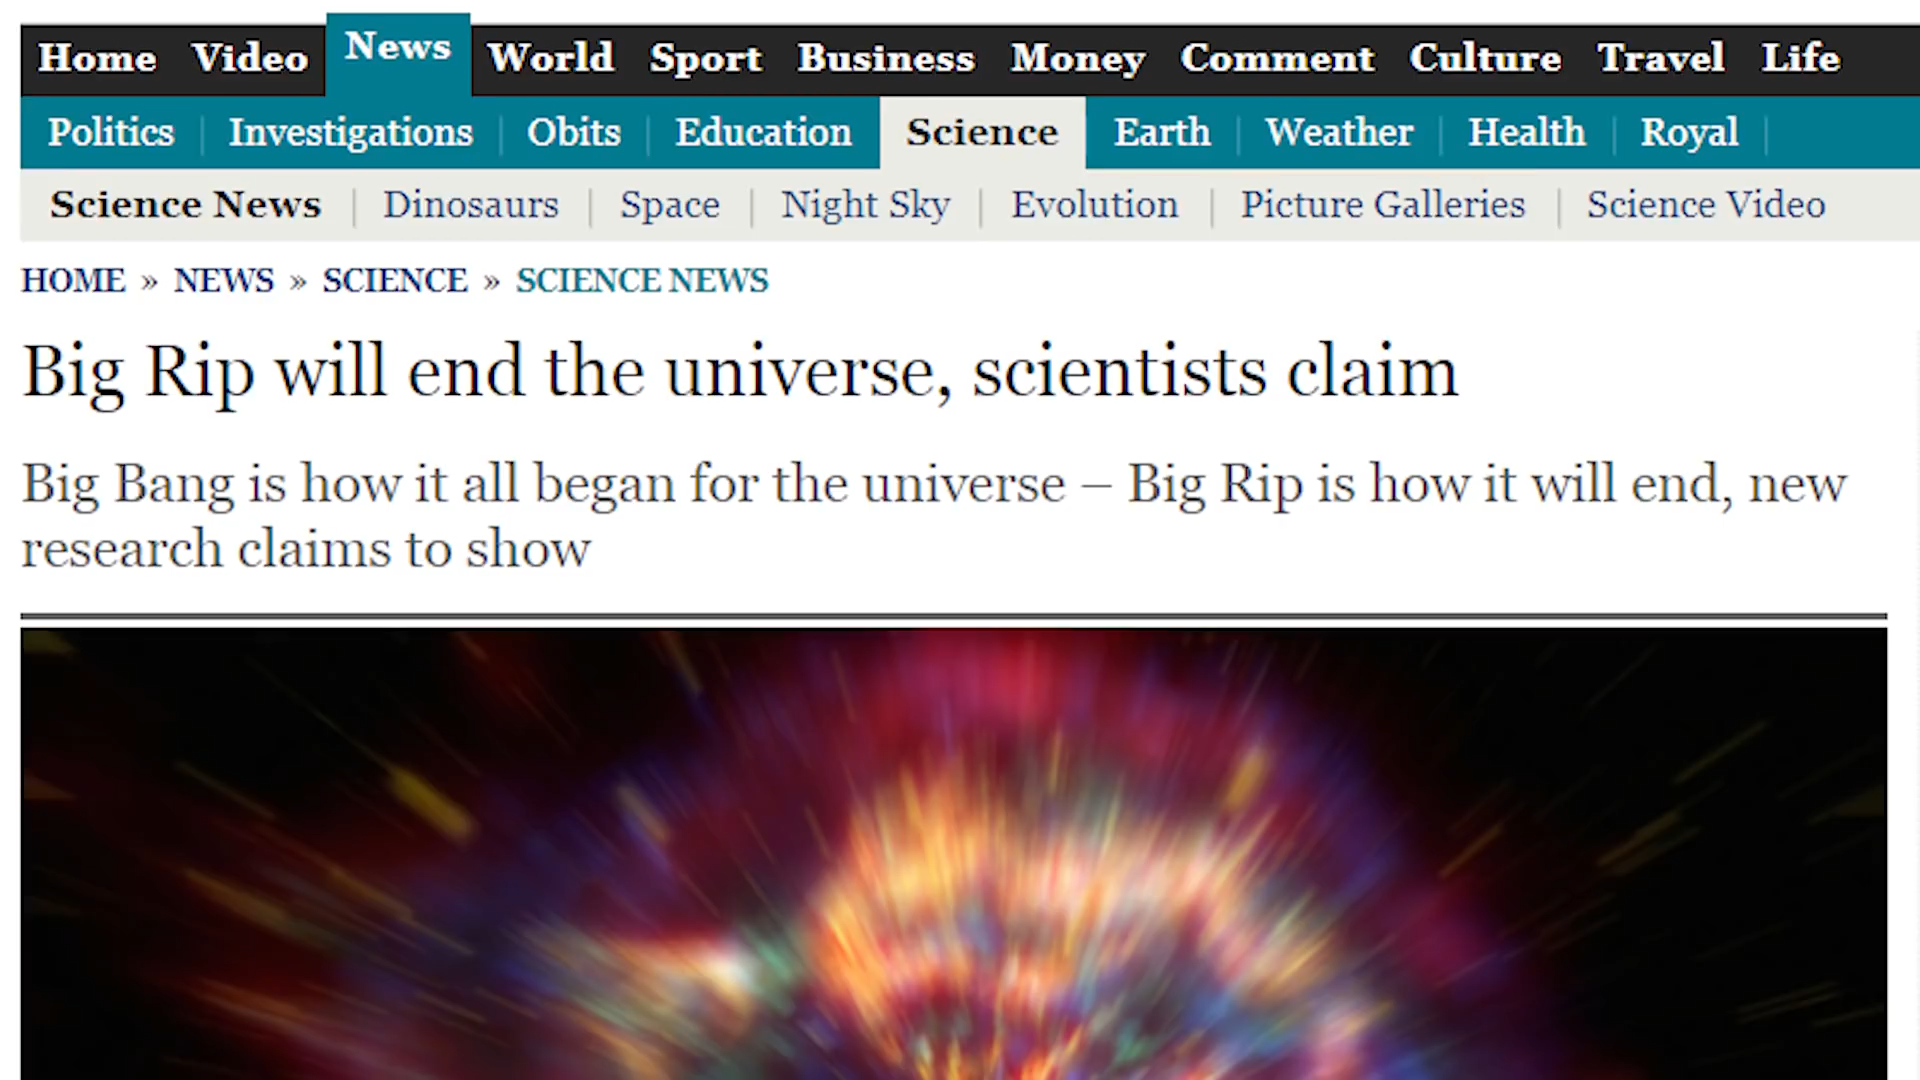 Home Video News World Sport Business Money Comment Culture Travel Life
Politics Investigations Obits Education Science Earth Weather Health Royal
Science News Dinosaurs Space Night Sky Evolution Picture Galleries Science Video
HOME » NEWS » SCIENCE » SCIENCE NEWS
Big Rip will end the universe, scientists claim
Big Bang is how it all began for the universe – Big Rip is how it will end, new
research claims to show